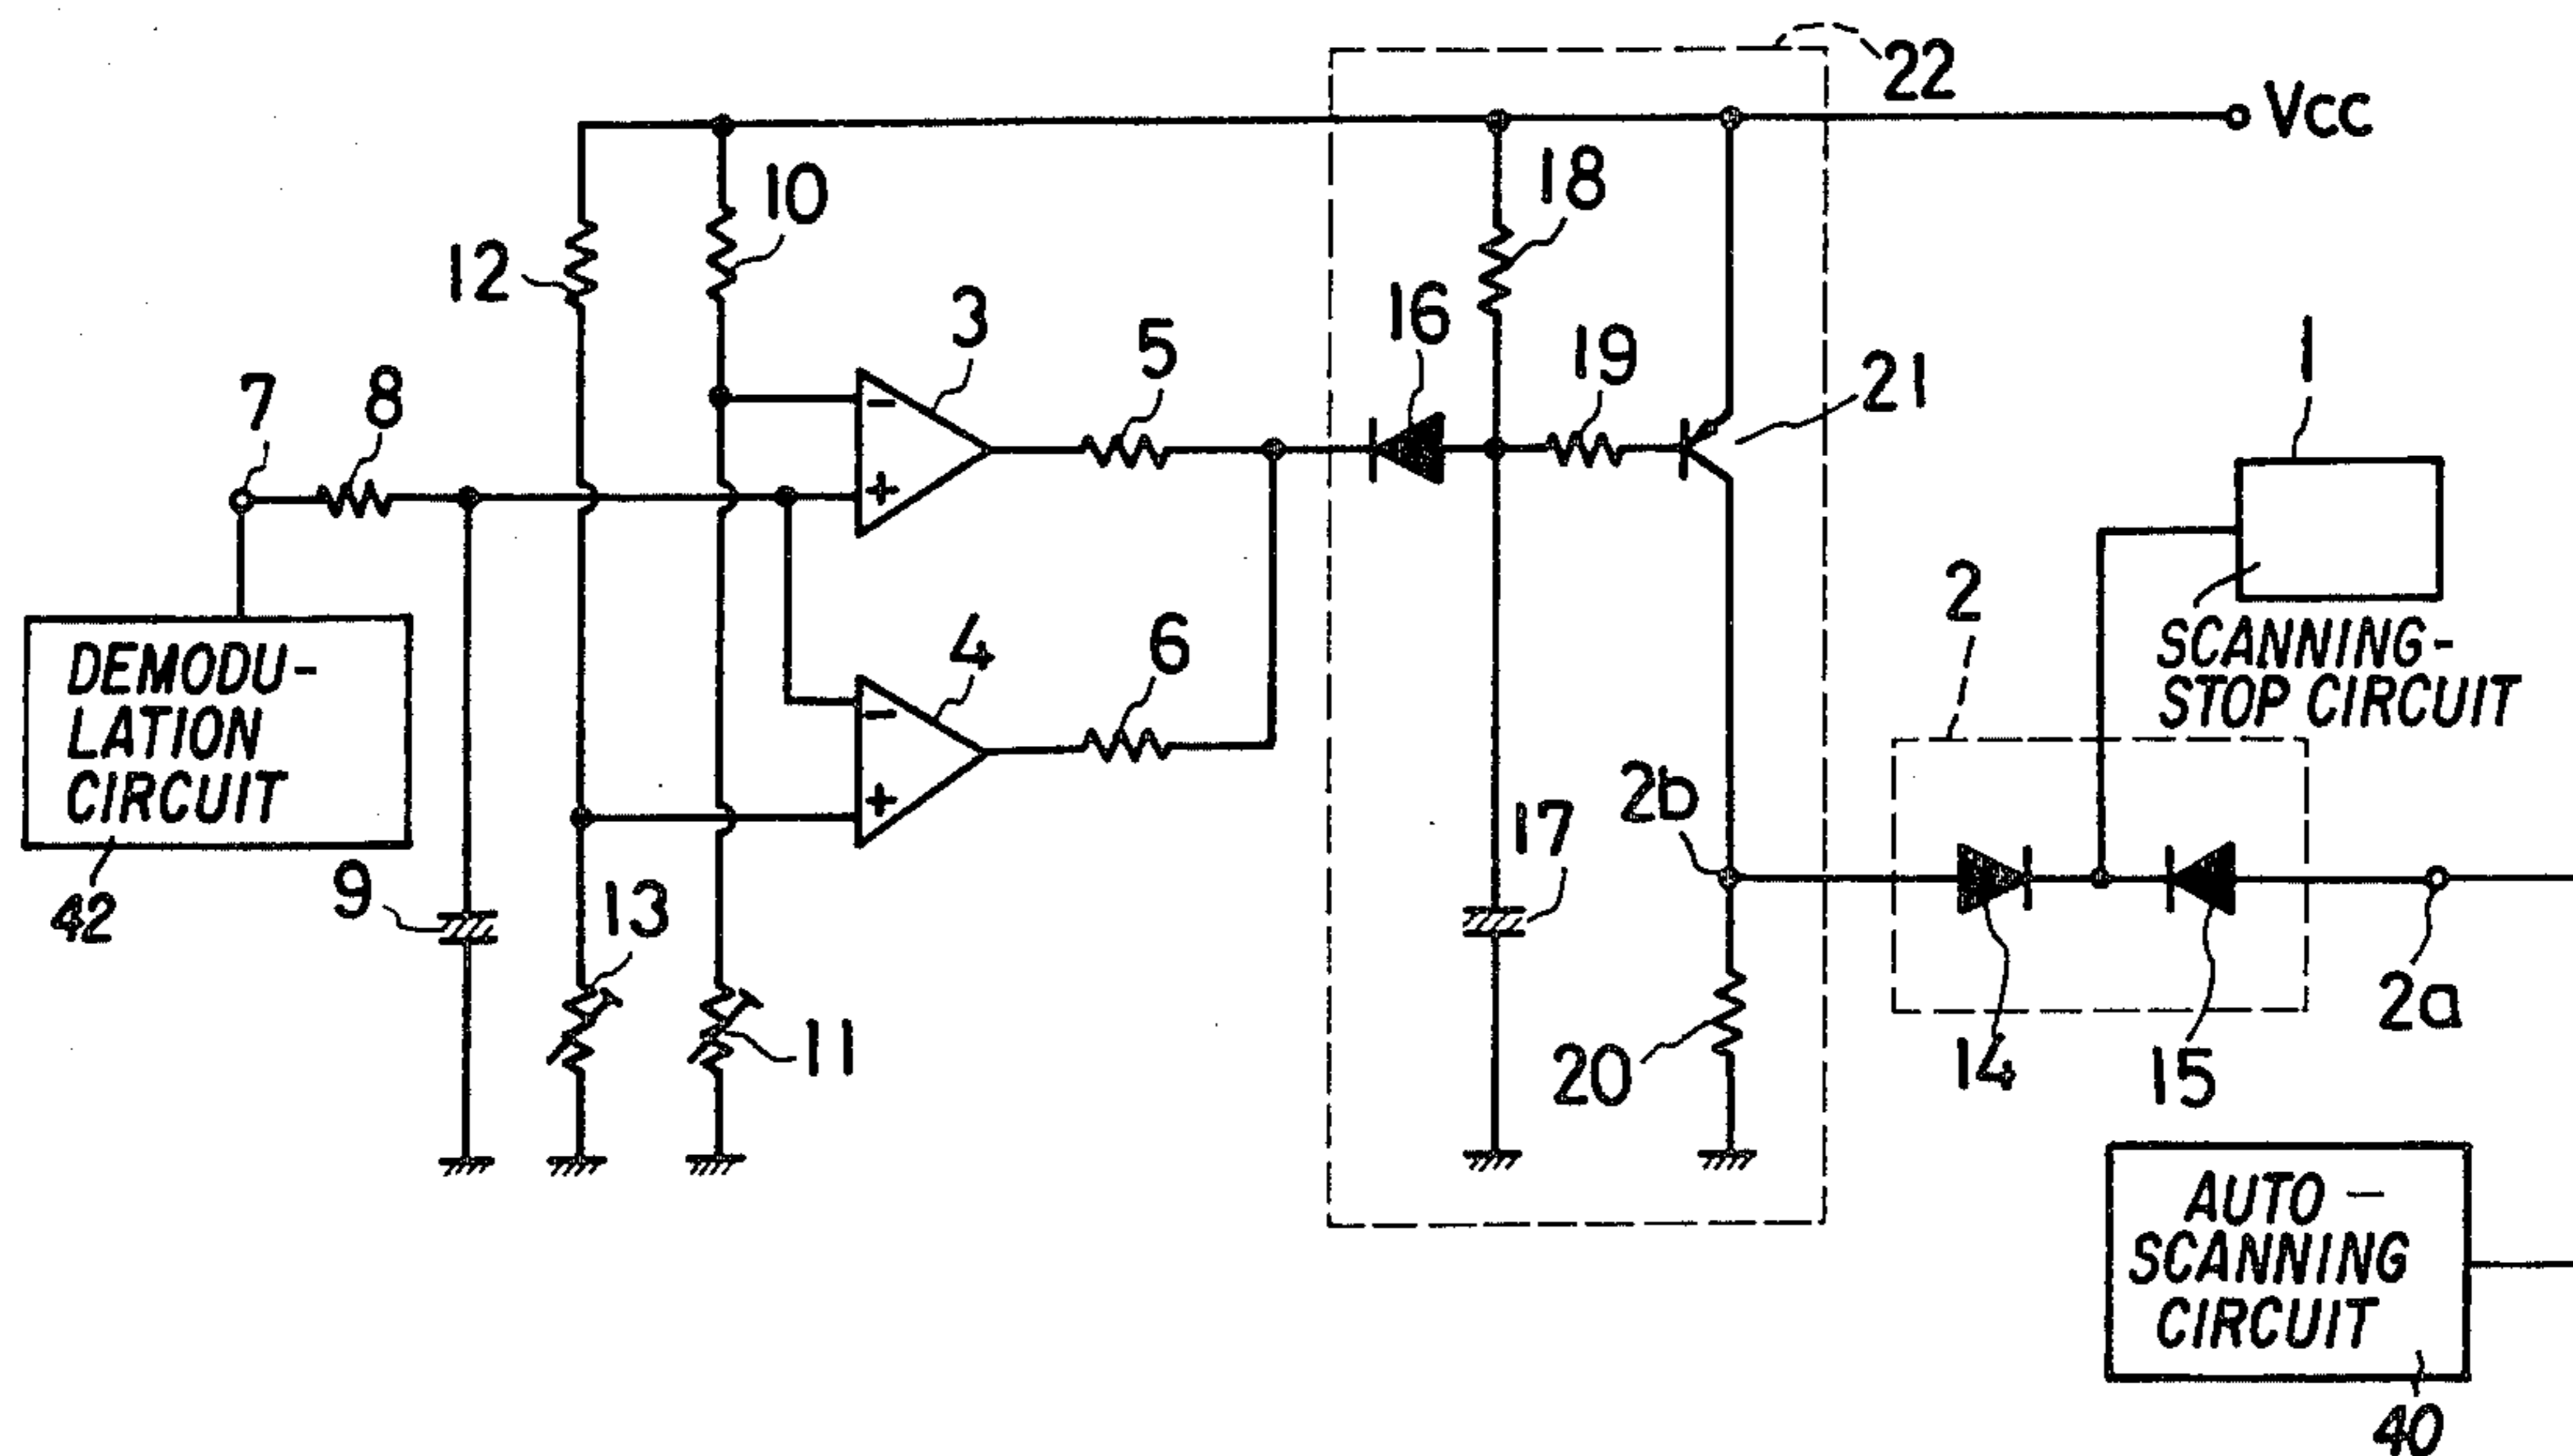 22
Vcc
10
18
12
3
5
16
19
1
7
8
21
4
6
2
SCANNING-
STOP CIRCUIT
DEMODU-
LATION
CIRCUIT
2b
17
42
9
13
11
20
14
15
2a
AUTO-
SCANNING
CIRCUIT
40
-
+
-
+